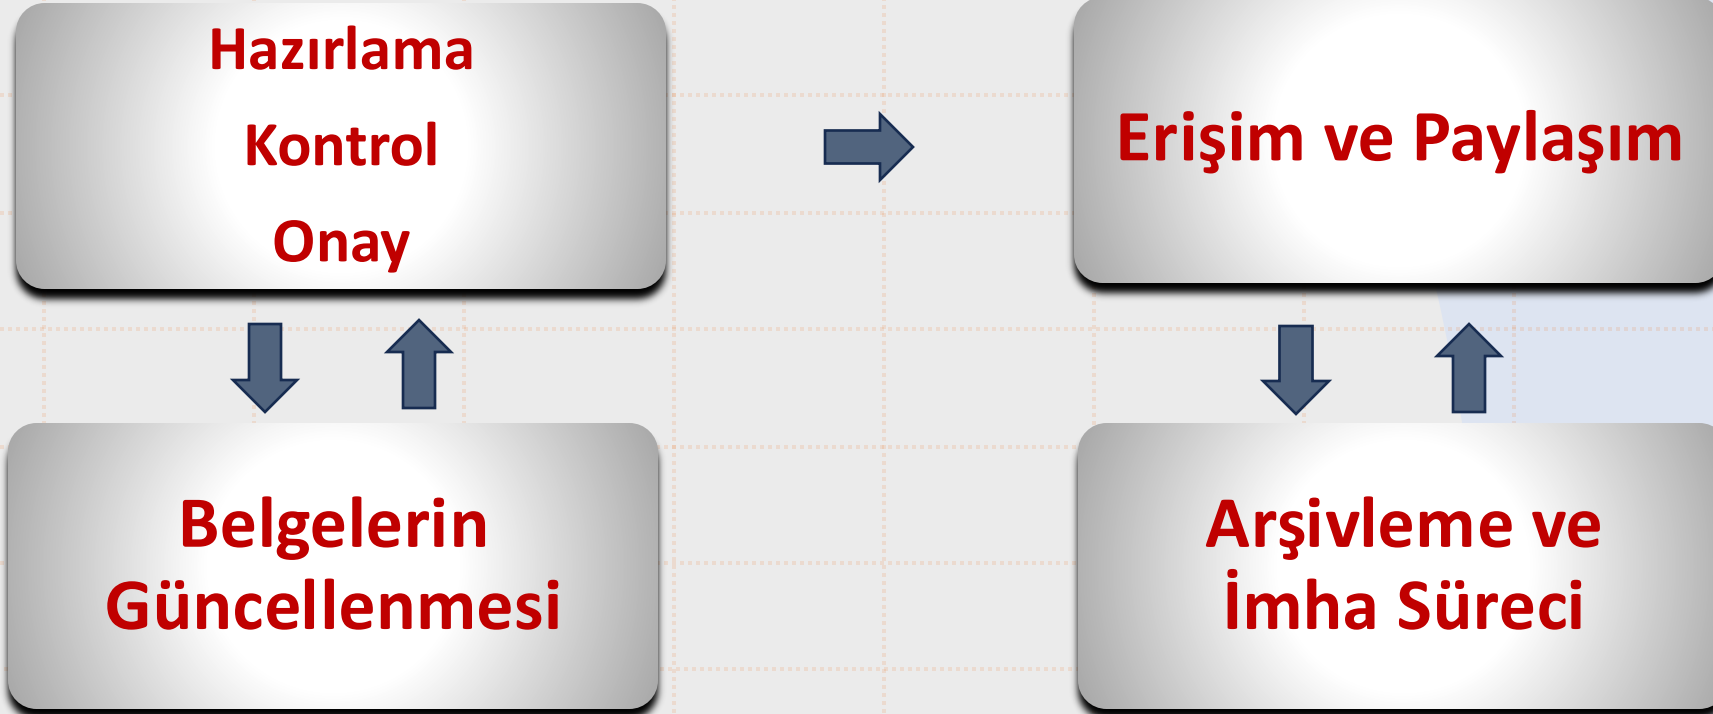 Hazırlama
Kontrol
Onay
Erişim ve Paylaşım
Belgelerin
Güncellenmesi
Arşivleme ve
İmha Süreci